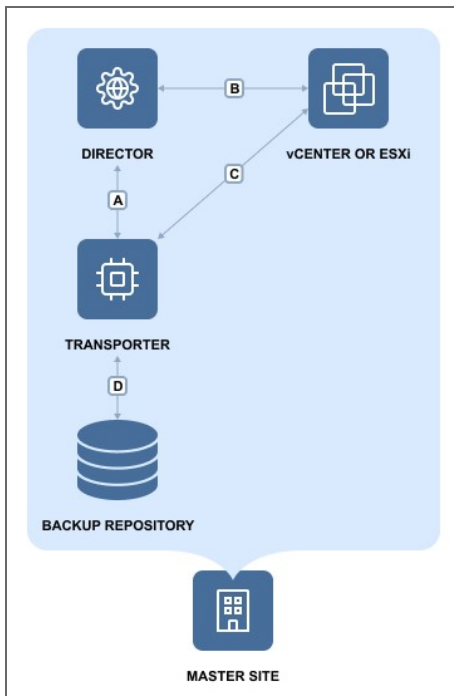 B
DIRECTOR
vCENTER OR ESXi
C
A
TRANSPORTER
D
BACKUP REPOSITORY
MASTER SITE